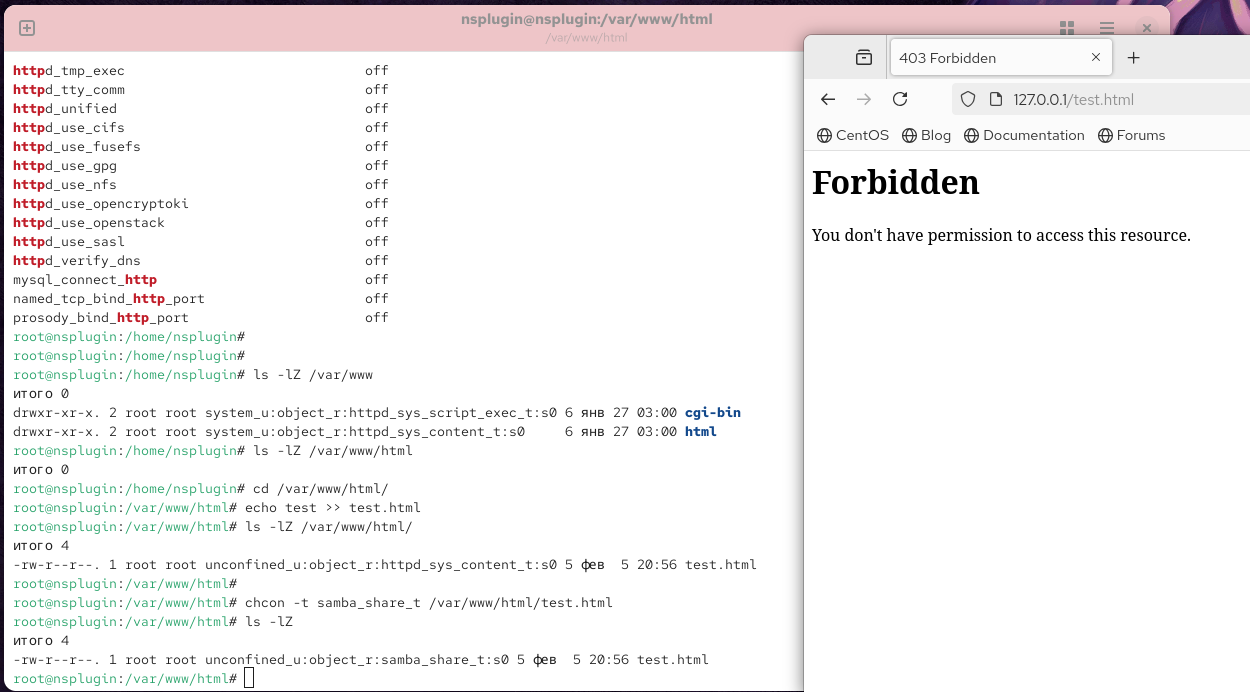 nsplugin@nsplugin:/var/www/html
/var/www/html
httpd_tmp_exec off
httpd_tty_comm off
httpd_unified off
httpd_use_cifs off
httpd_use_fusefs off
httpd_use_gpg off
httpd_use_nfs off
httpd_use_opencryptoki off
httpd_use_openstack off
httpd_use_sasl off
httpd_verify_dns off
mysql_connect_http off
named_tcp_bind_http_port off
prosody_bind_http_port off
root@nsplugin:/home/nsplugin#
root@nsplugin:/home/nsplugin#
root@nsplugin:/home/nsplugin# ls -lZ /var/www
итого 0
drwxr-xr-x. 2 root root system_u:object_r:httpd_sys_script_exec_t:s0 6 янв 27 03:00 cgi-bin
drwxr-xr-x. 2 root root system_u:object_r:httpd_sys_content_t:s0 6 янв 27 03:00 html
root@nsplugin:/home/nsplugin# ls -lZ /var/www/html
итого 0
root@nsplugin:/home/nsplugin# cd /var/www/html/
root@nsplugin:/var/www/html# echo test >> test.html
root@nsplugin:/var/www/html# ls -lZ /var/www/html/
итого 4
-rw-r--r--. 1 root root unconfined_u:object_r:httpd_sys_content_t:s0 5 фев 5 20:56 test.html
root@nsplugin:/var/www/html#
root@nsplugin:/var/www/html# chcon -t samba_share_t /var/www/html/test.html
root@nsplugin:/var/www/html# ls -lZ
итого 4
-rw-r--r--. 1 root root unconfined_u:object_r:samba_share_t:s0 5 фев 5 20:56 test.html
root@nsplugin:/var/www/html#
403 Forbidden
127.0.0.1/test.html
CentOS Blog Documentation Forums
Forbidden
You don't have permission to access this resource.